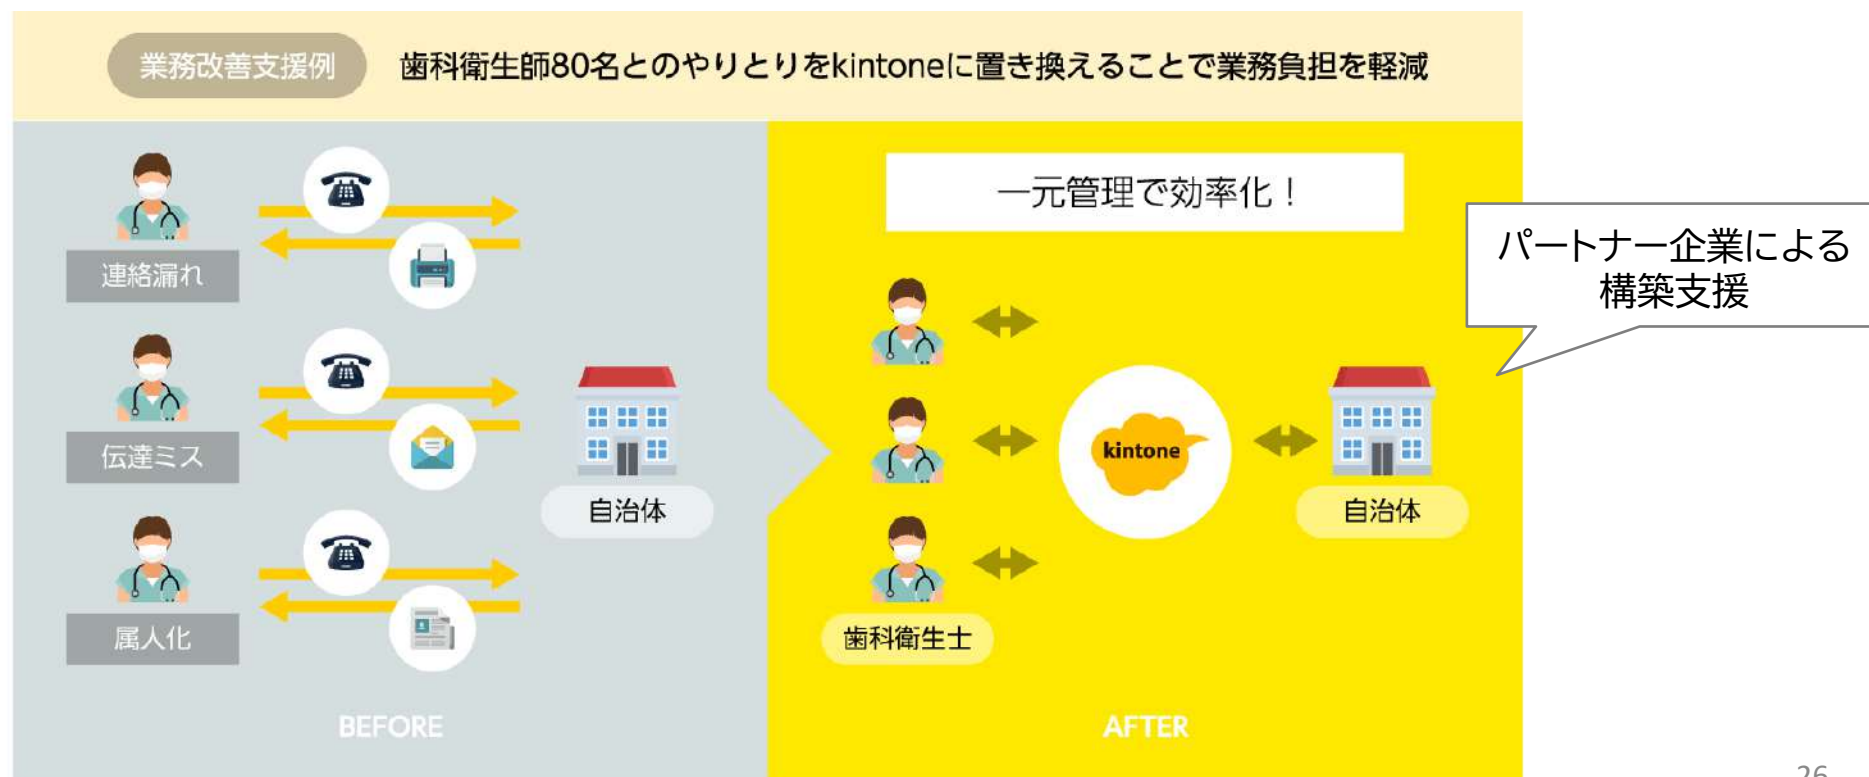 業務改善支援例
歯科衛生師80名とのやりとりをkintoneに置き換えることで業務負担を軽減
連絡漏れ
伝達ミス
属人化
自治体
BEFORE
一元管理で効率化！
kintone
自治体
歯科衛生士
AFTER
パートナー企業による
構築支援
26